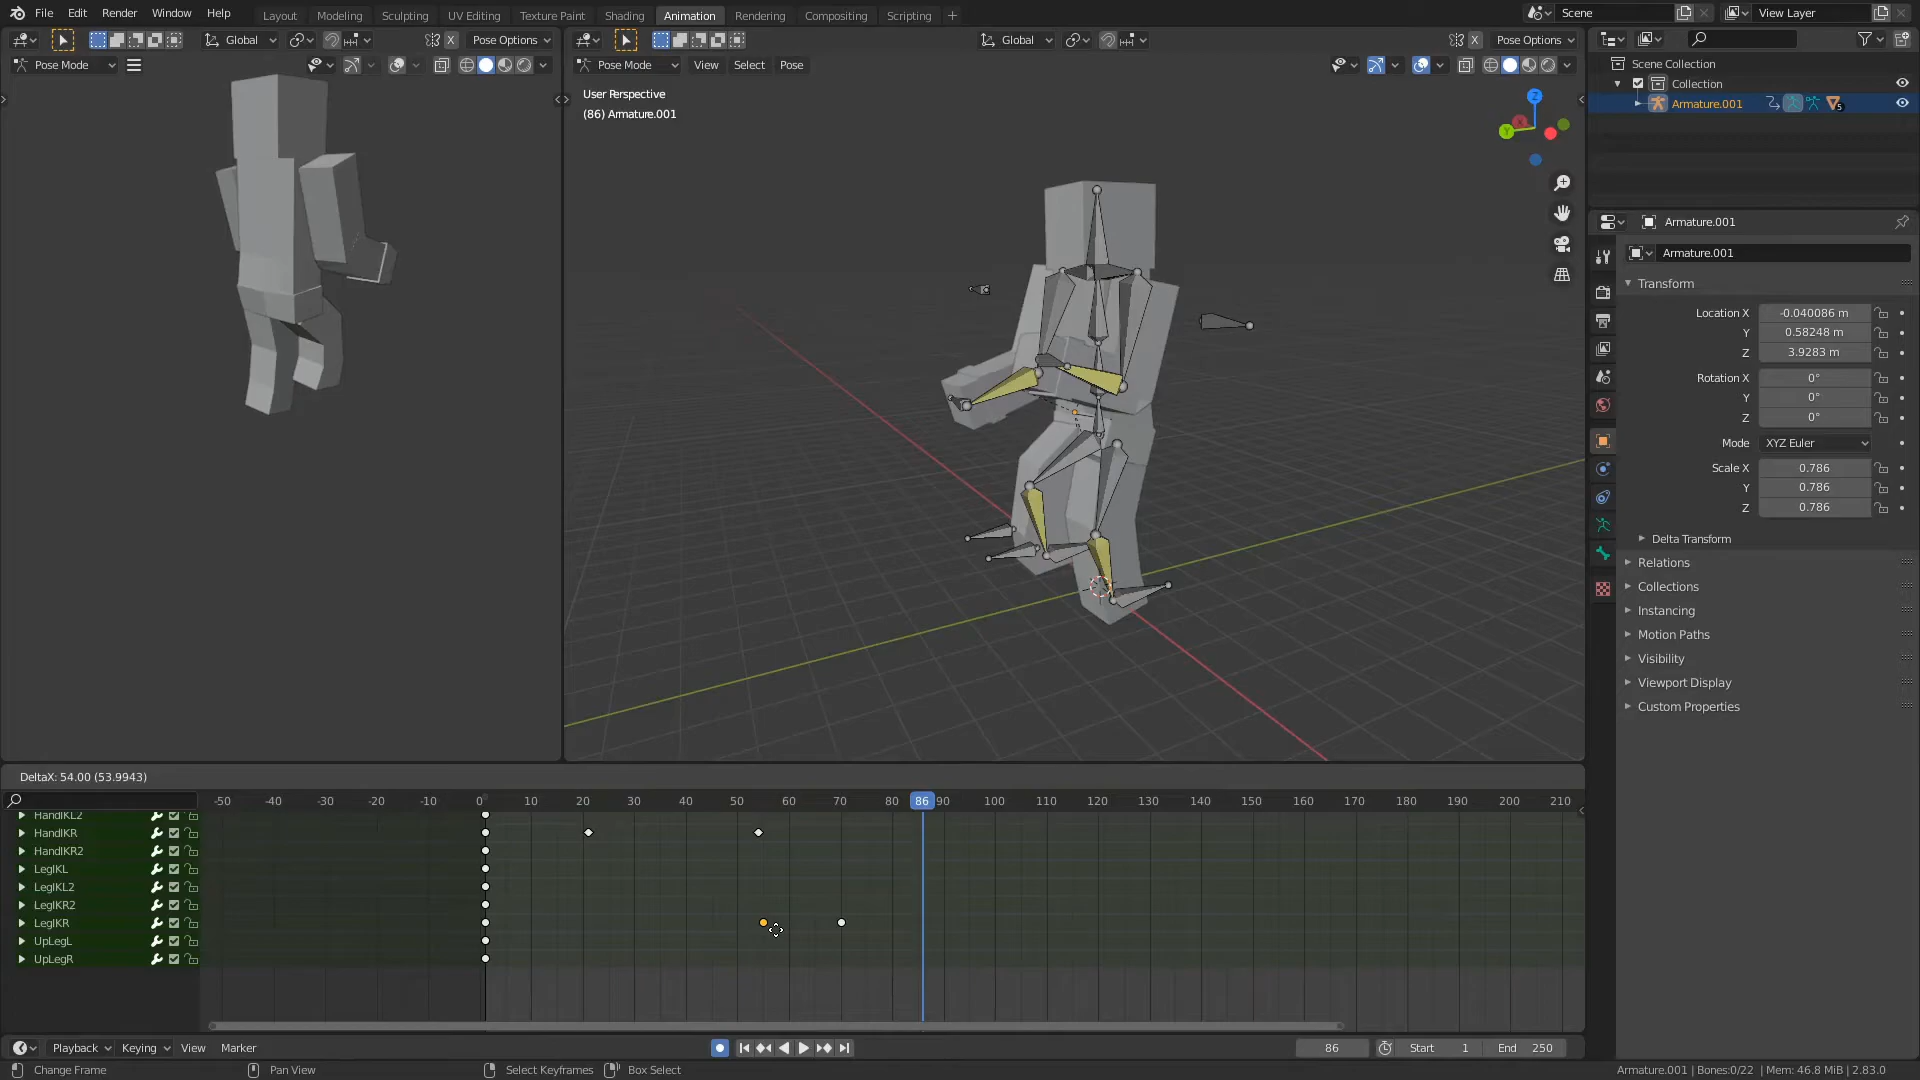 File Edit Render Window Help Layout Modeling Sculpting UV Editing Texture Paint Shading Animation Rendering Compositing Scripting + Scene View Layer
Global Pose Options Global X Pose Options
X
Pose Mode Pose Mode View Select Pose
User Perspective
(86) Armature.001
Z
Y
X
Scene Collection
Collection
Armature.001 5
Armature.001
Armature.001
Transform
Location X -0.040086 m
Y 0.58248 m
Z 3.9283 m
Rotation X 0°
Y 0°
Z 0°
Mode XYZ Euler
Scale X 0.786
Y 0.786
Z 0.786
Delta Transform
Relations
Collections
Instancing
Motion Paths
Visibility
Viewport Display
Custom Properties
DeltaX: 54.00 (53.9943)
-50 -40 -30 -20 -10 0 10 20 30 40 50 60 70 80 86 90 100 110 120 130 140 150 160 170 180 190 200 210
HandIKL2
HandIKR
HandIKR2
LegIKL
LegIKL2
LegIKR2
LegIKR
UpLegL
UpLegR
Playback Keying View Marker 86 Start 1 End 250
Change Frame Pan View Select Keyframes Box Select Armature.001 | Bones:0/22 | Mem: 46.8 MiB | 2.83.0